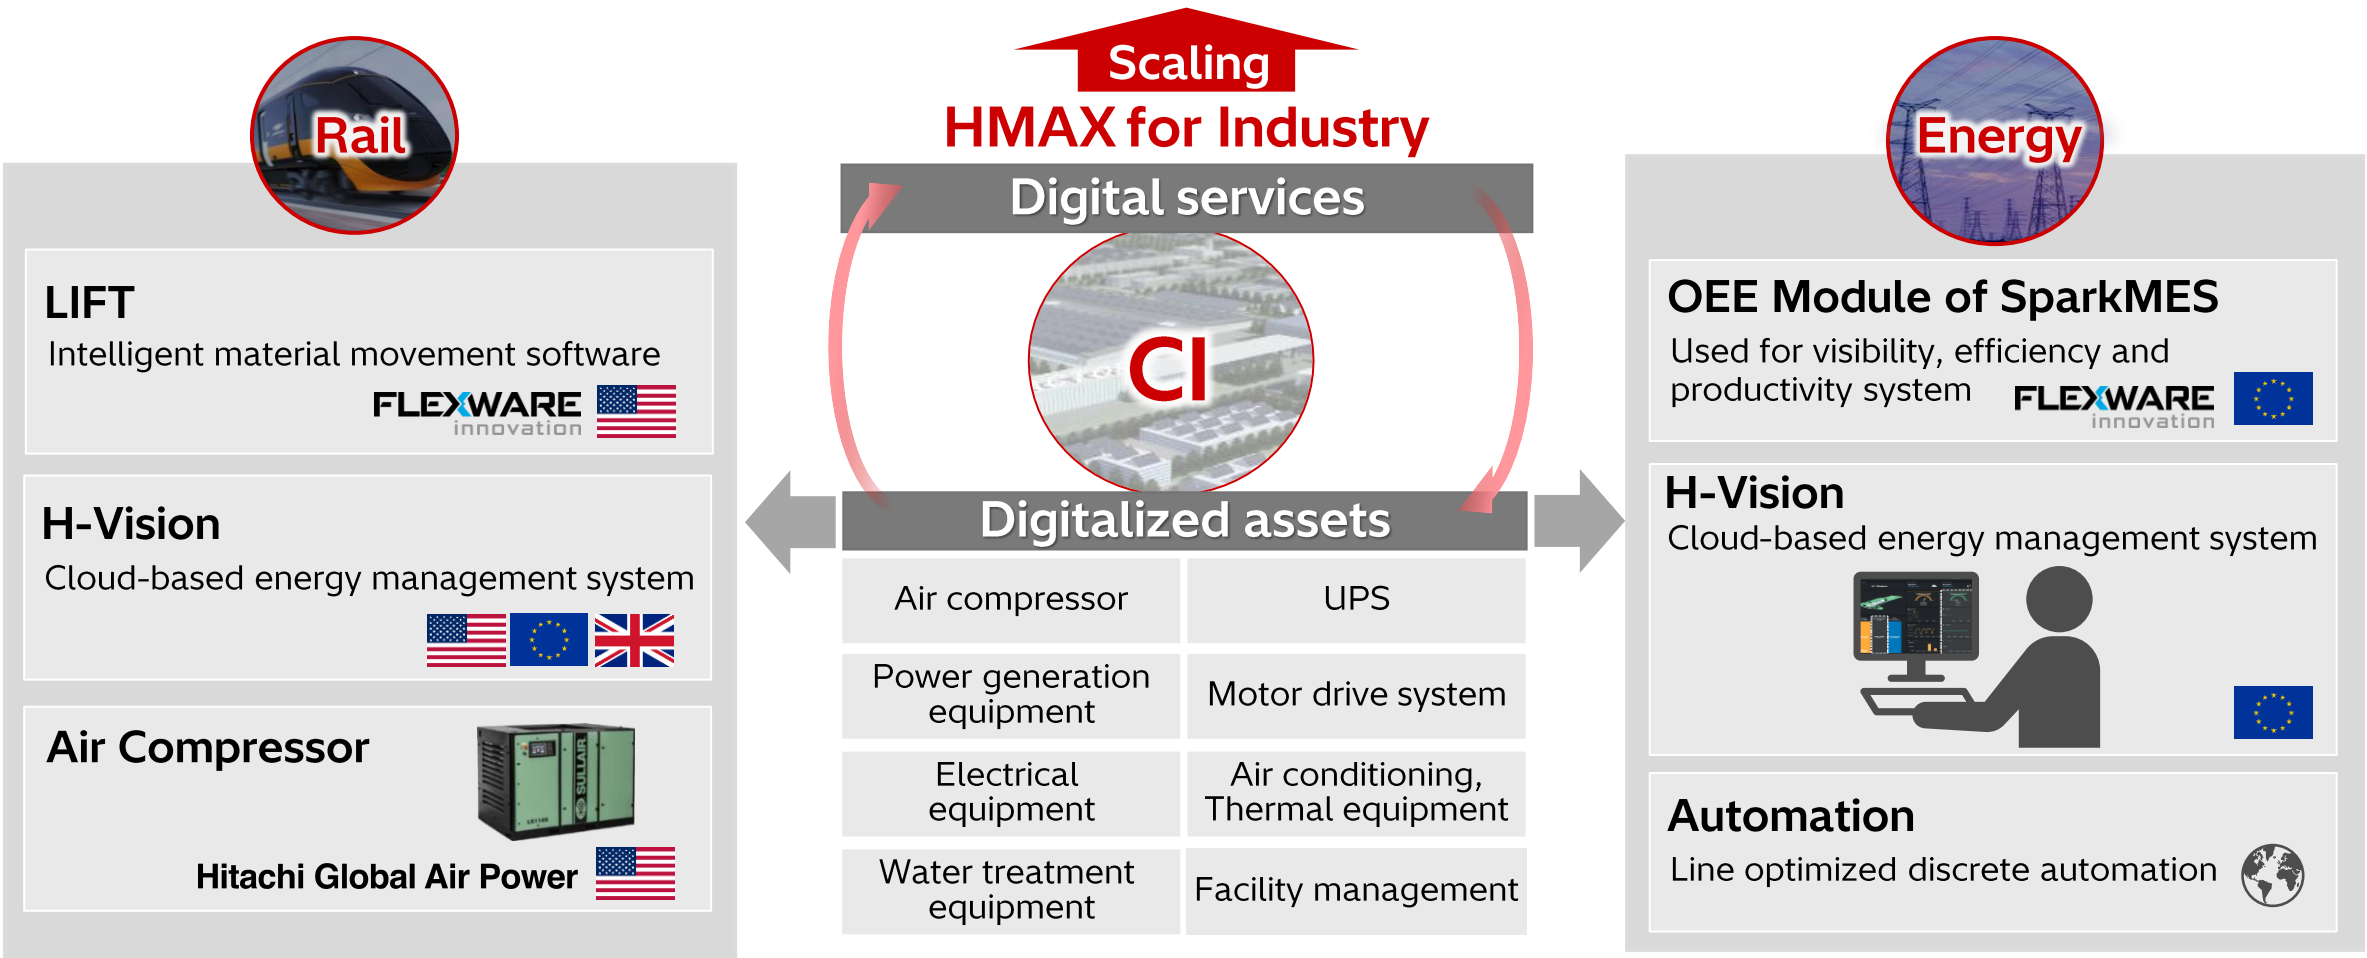 Scaling
HMAX for Industry
Rail
LIFT
Intelligent material movement software
FLEXWARE
innovation
H-Vision
Cloud-based energy management system
Air Compressor
SULLAIR
Hitachi Global Air Power
Digital services
CI
Digitalized assets
Air compressor
UPS
Power generation
equipment
Motor drive system
Electrical
equipment
Air conditioning,
Thermal equipment
Water treatment
equipment
Facility management
Energy
OEE Module of SparkMES
Used for visibility, efficiency and
productivity system
FLEXWARE
innovation
H-Vision
Cloud-based energy management system
Automation
Line optimized discrete automation